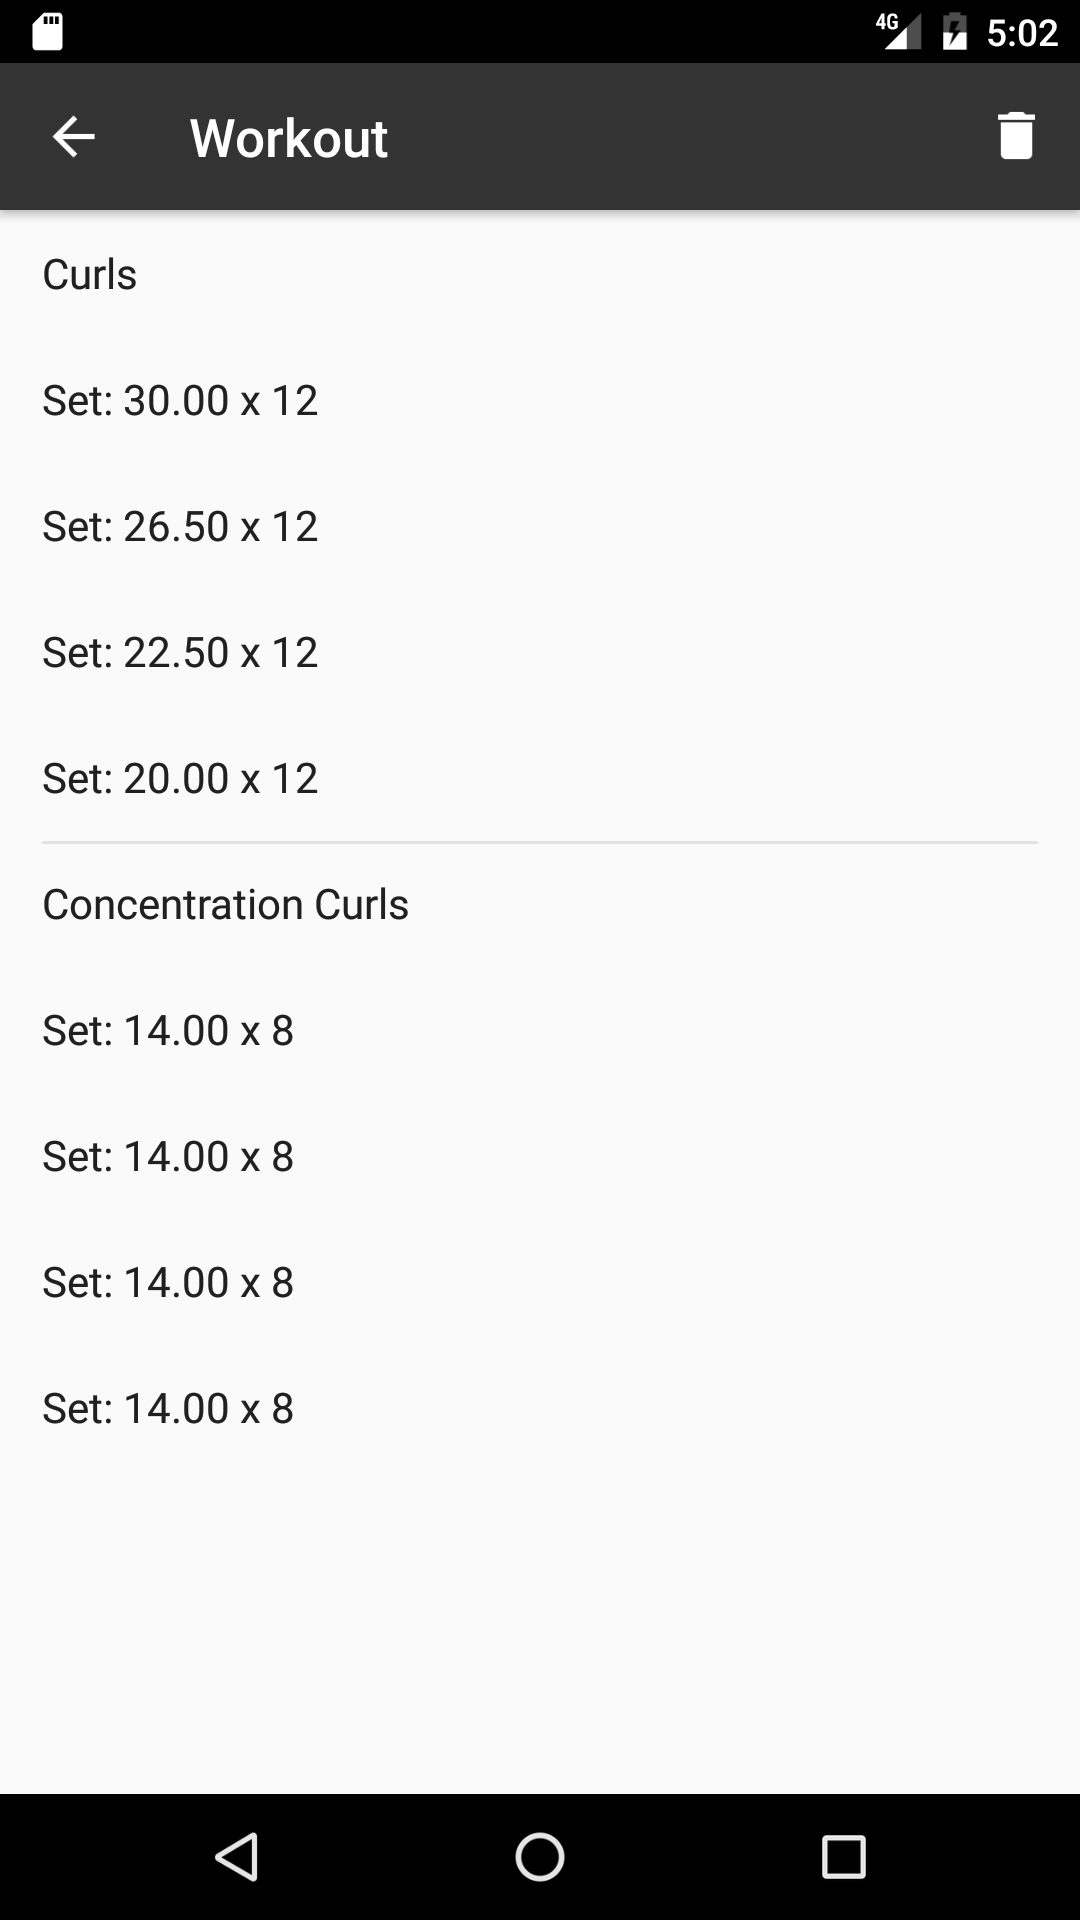 4G 5:02
Workout
Curls
Set: 30.00 x 12
Set: 26.50 x 12
Set: 22.50 x 12
Set: 20.00 x 12
Concentration Curls
Set: 14.00 x 8
Set: 14.00 x 8
Set: 14.00 x 8
Set: 14.00 x 8